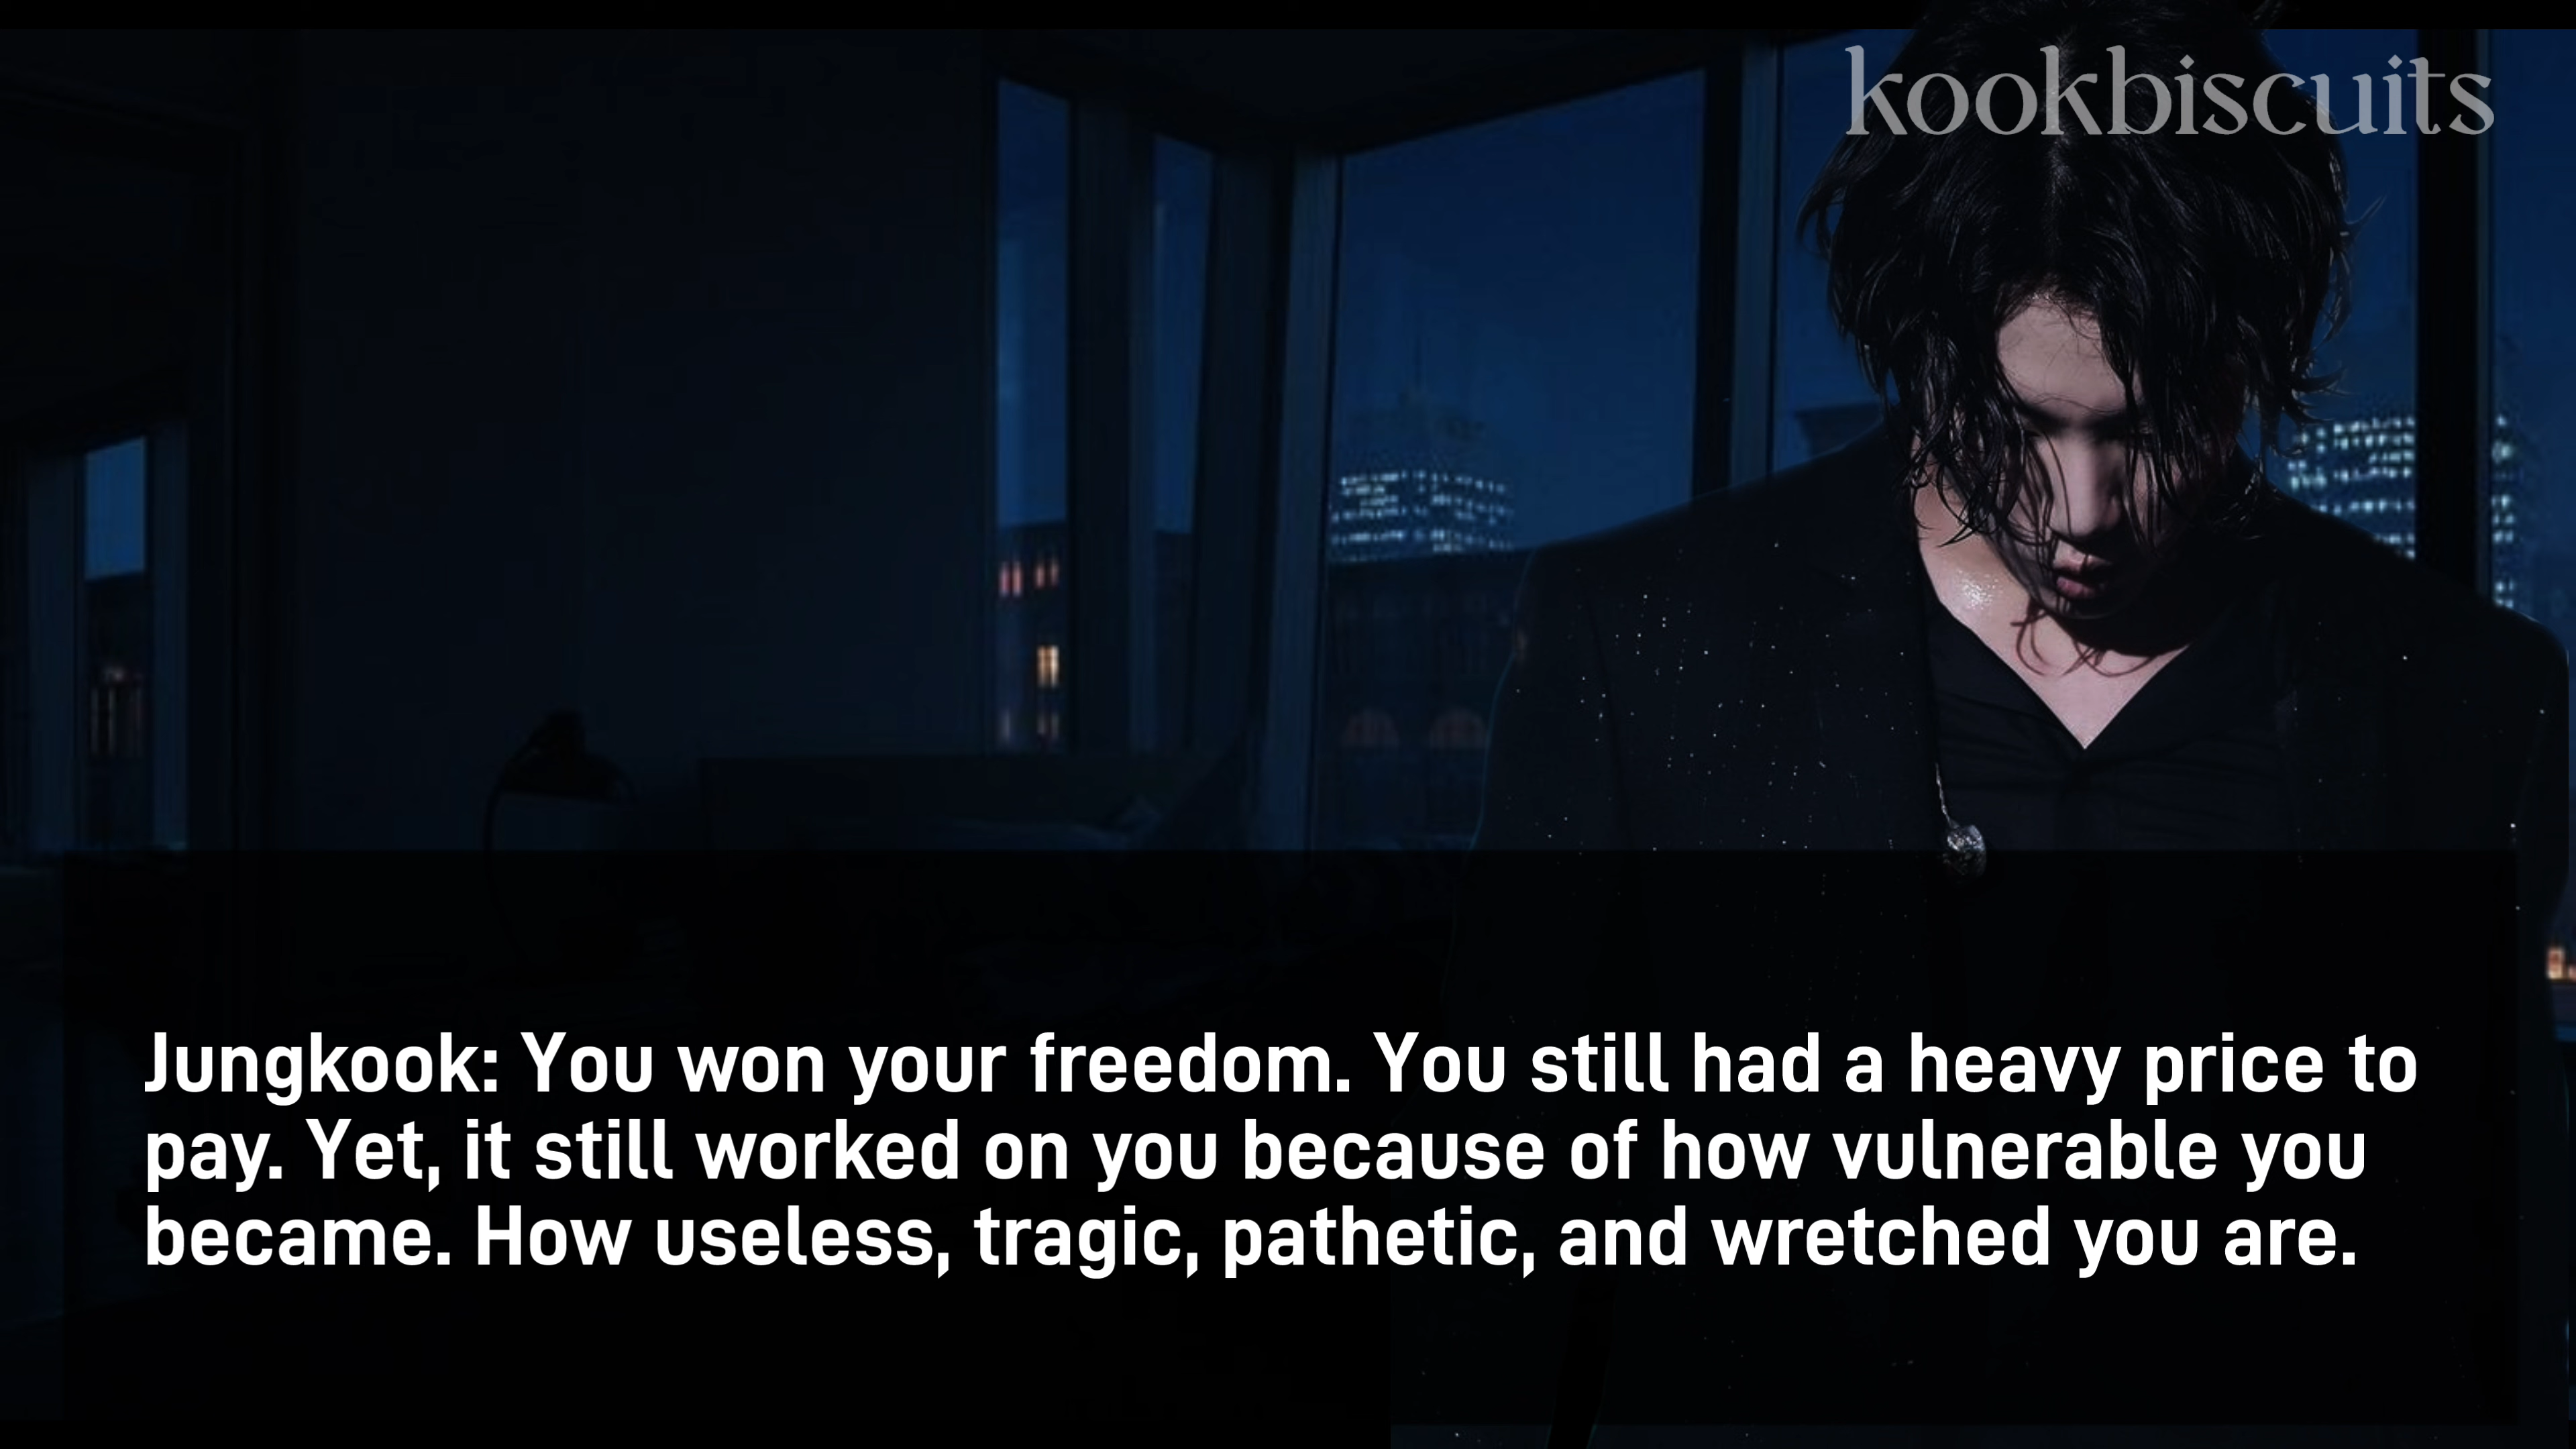 kookbiscuits
Jungkook: You won your freedom. You still had a heavy price to
pay. Yet, it still worked on you because of how vulnerable you
became. How useless, tragic, pathetic, and wretched you are.